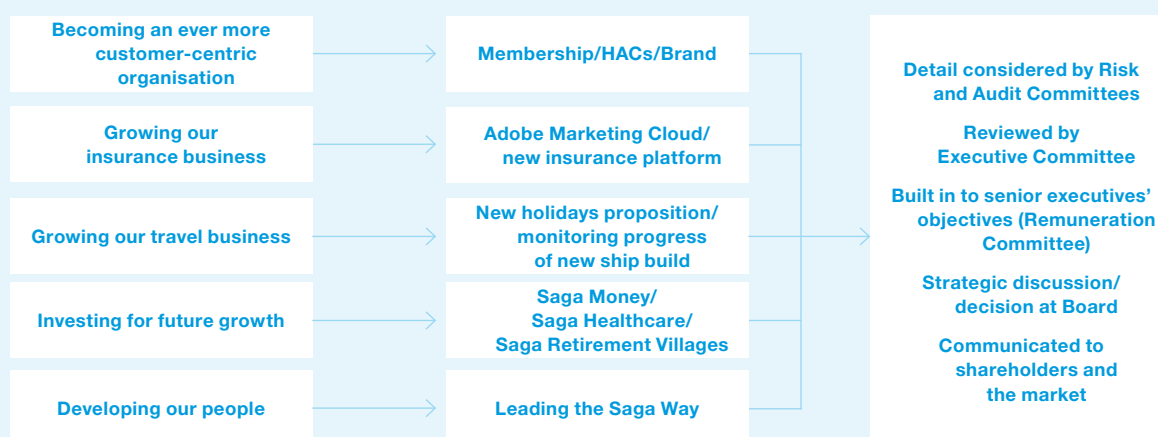 Becoming an ever more
customer-centric
organisation
Membership/HACs/Brand
Growing our
insurance business
Adobe Marketing Cloud/
new insurance platform
Growing our travel business
New holidays proposition/
monitoring progress
of new ship build
Investing for future growth
Saga Money/
Saga Healthcare/
Saga Retirement Villages
Developing our people
Leading the Saga Way
Detail considered by Risk
and Audit Committees
Reviewed by
Executive Committee
Built in to senior executives’
objectives (Remuneration
Committee)
Strategic discussion/
decision at Board
Communicated to
shareholders and
the market